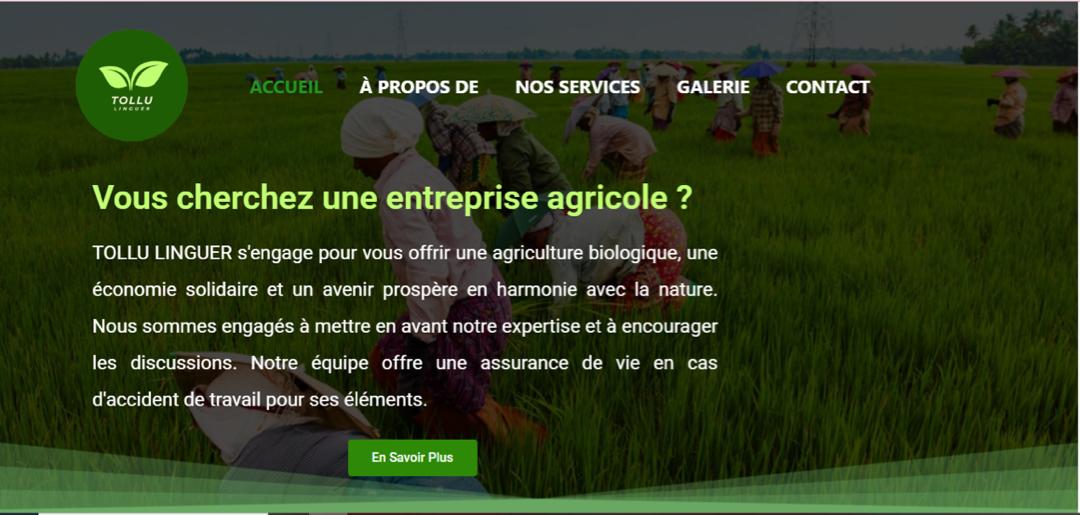 TOLLU
LINGUER
ACCUEIL
À PROPOS DE
NOS SERVICES
GALERIE
CONTACT
Vous cherchez une entreprise agricole ?
TOLLU LINGUER s'engage pour vous offrir une agriculture biologique, une
économie solidaire et un avenir prospère en harmonie avec la nature.
Nous sommes engagés à mettre en avant notre expertise et à encourager
les discussions. Notre équipe offre une assurance de vie en cas
d'accident de travail pour ses éléments.
En Savoir Plus